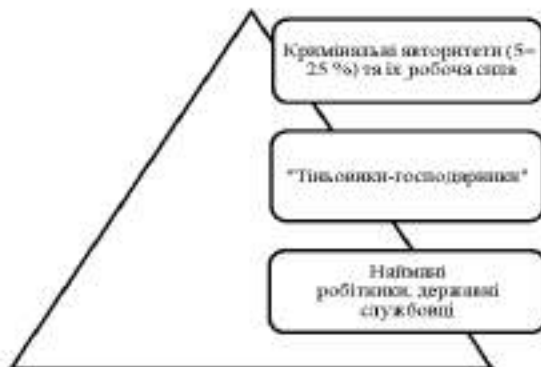 Кримінальні авторитети (5–
25 %) та їх робоча сила
"Тіньовики-господарники"
Наймані
робітники, державні
службовці